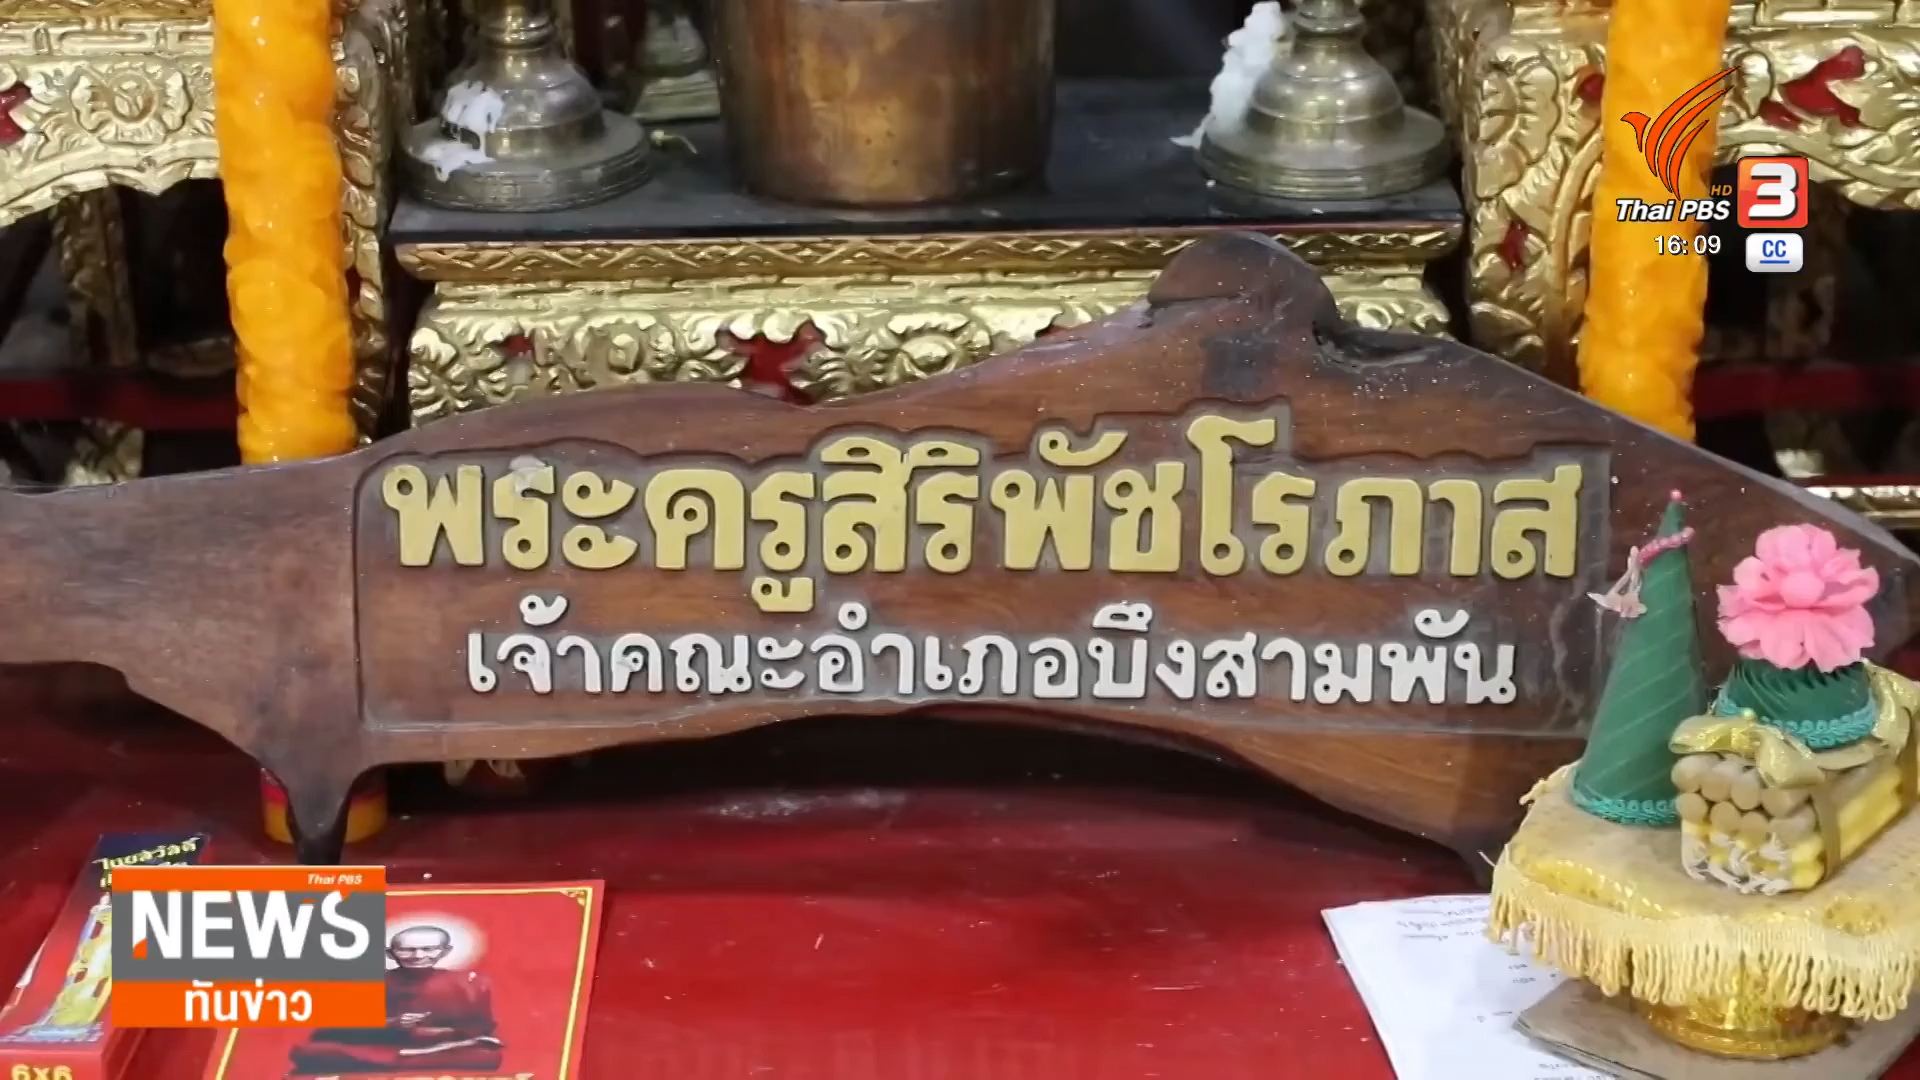 Thai PBS HD 3
16:09 CC
พระครูสิริพัชโรภาส
เจ้าคณะอำเภอบึงสามพัน
Thai PBS
NEWS
ทันข่าว
6x6